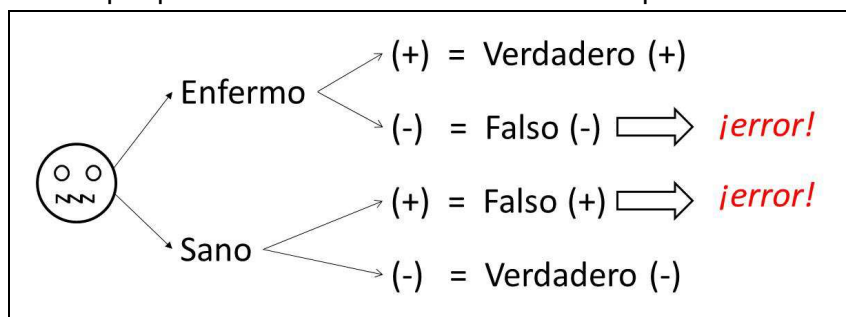 (+) = Verdadero (+)
Enfermo
(-) = Falso (-) ¡error!
(+) = Falso (+) ¡error!
Sano
(-) = Verdadero (-)